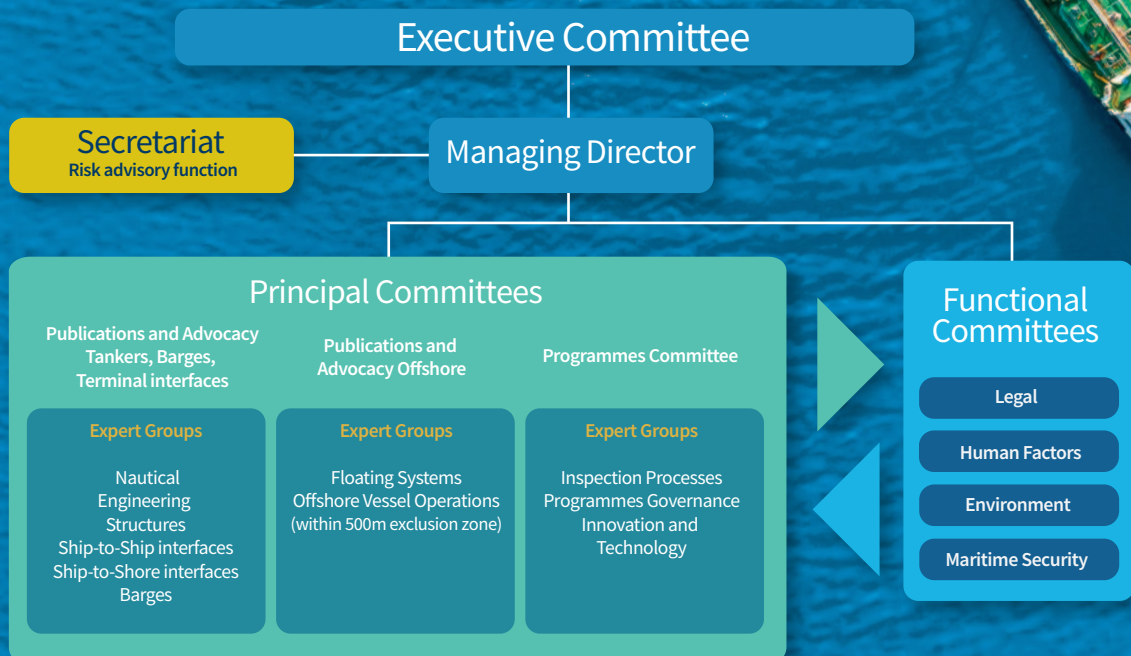 Executive Committee
Secretariat
Risk advisory function
Managing Director
Principal Committees
Publications and Advocacy
Tankers, Barges,
Terminal interfaces
Expert Groups
Nautical
Engineering
Structures
Ship-to-Ship interfaces
Ship-to-Shore interfaces
Barges
Publications and
Advocacy Offshore
Expert Groups
Floating Systems
Offshore Vessel Operations
(within 500m exclusion zone)
Programmes Committee
Expert Groups
Inspection Processes
Programmes Governance
Innovation and
Technology
Functional
Committees
Legal
Human Factors
Environment
Maritime Security